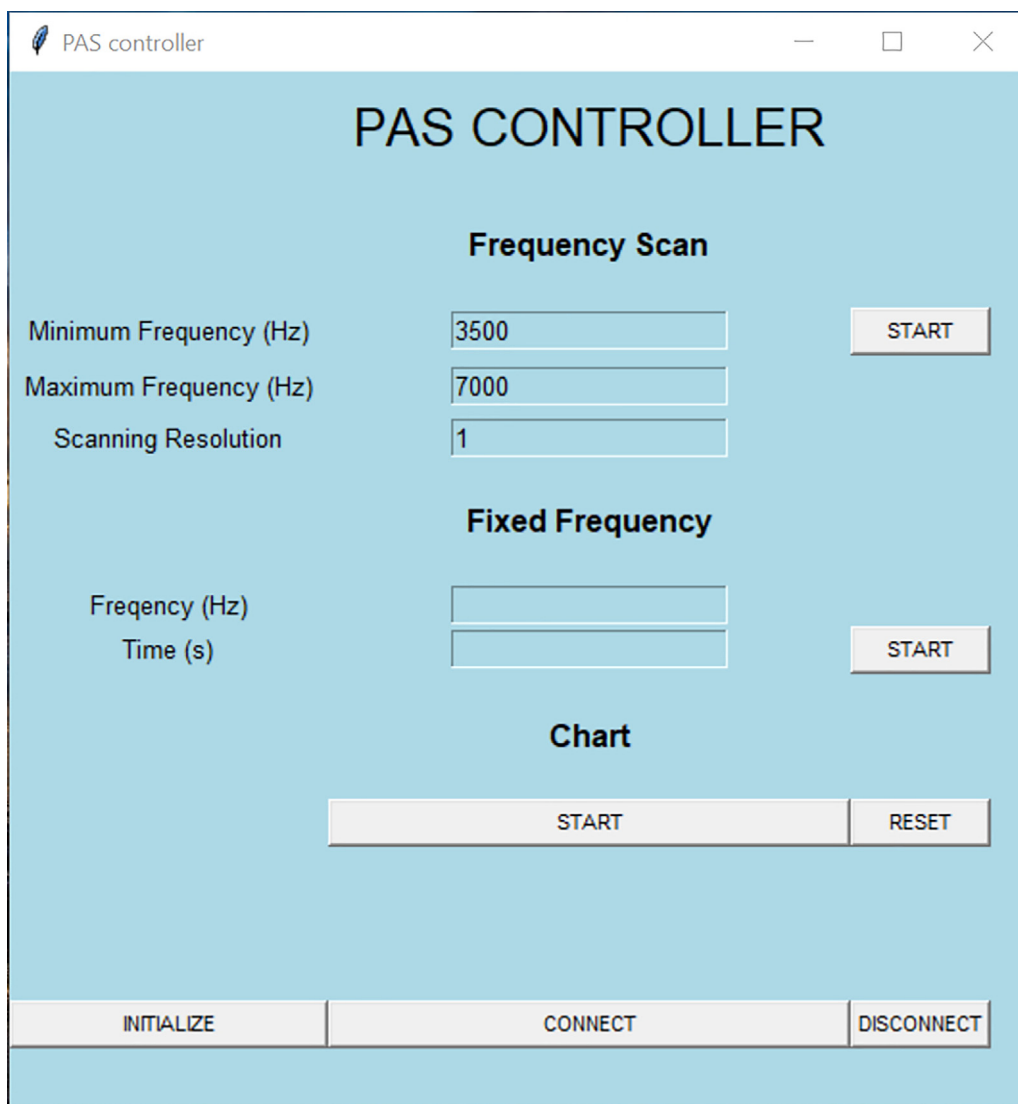 PAS controller
PAS CONTROLLER
Frequency Scan
Minimum Frequency (Hz) 3500 START
Maximum Frequency (Hz) 7000
Scanning Resolution 1
Fixed Frequency
Freqency (Hz)
Time (s) START
Chart
START RESET
INITIALIZE CONNECT DISCONNECT